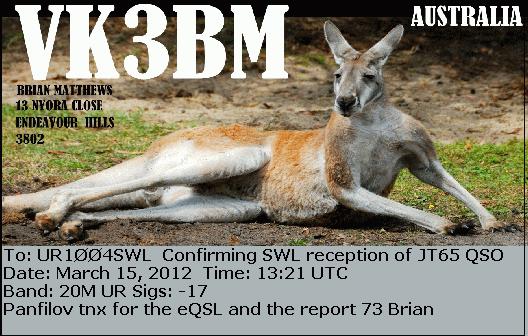 VK3BM
AUSTRALIA
BRIAN MATTHEWS
13 NYORA CLOSE
ENDEAVOUR HILLS
3802
To: UR1ØØ4SWL Confirming SWL reception of JT65 QSO
Date: March 15, 2012 Time: 13:21 UTC
Band: 20M UR Sigs: -17
Panfilov tnx for the eQSL and the report 73 Brian